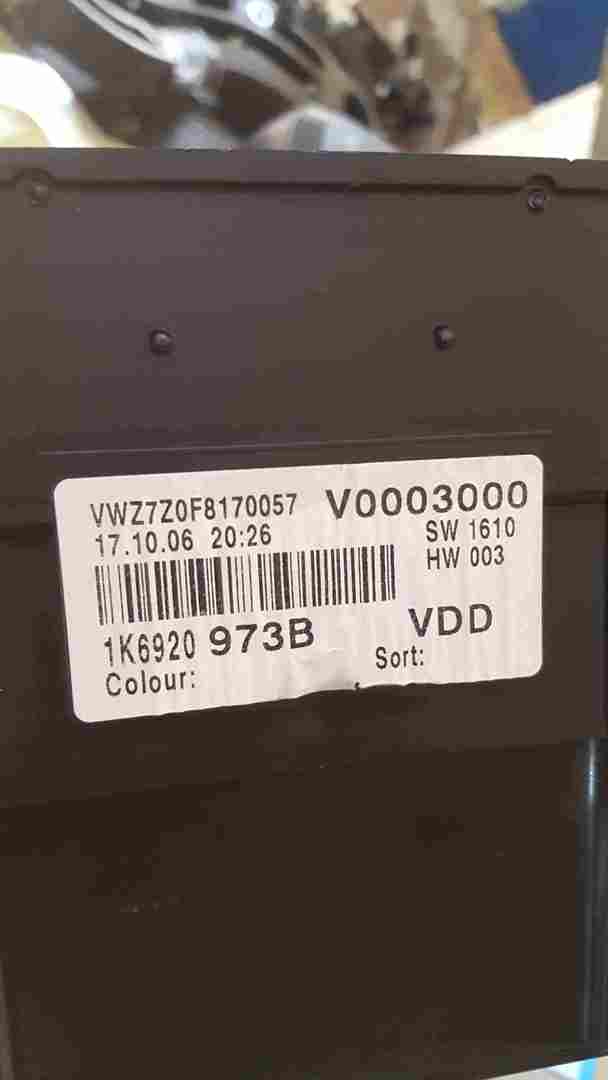 VWZ7Z0F8170057 V0003000
17.10.06 20:26 SW 1610
HW 003
1K6920 973B VDD
Colour: Sort: